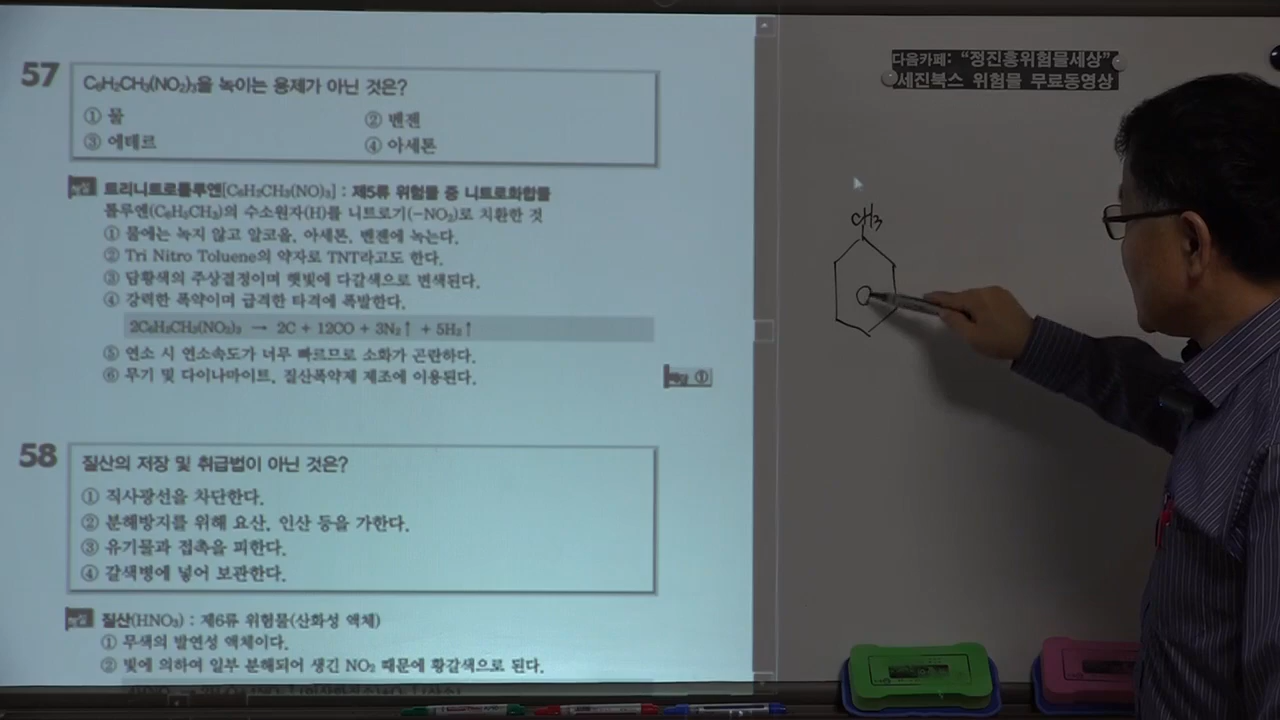 57
C₆H₂CH₃(NO₂)₃을 녹이는 용제가 아닌 것은?
① 물 ② 벤젠
③ 에테르 ④ 아세톤
해설 트리니트로톨루엔[C₆H₂CH₃(NO)₃] : 제5류 위험물 중 니트로화합물
톨루엔(C₆H₅CH₃)의 수소원자(H)를 니트로기(-NO₂)로 치환한 것
① 물에는 녹지 않고 알코올, 아세톤, 벤젠에 녹는다.
② Tri Nitro Toluene의 약자로 TNT라고도 한다.
③ 담황색의 주상결정이며 햇빛에 다갈색으로 변색된다.
④ 강력한 폭약이며 급격한 타격에 폭발한다.
2C₆H₂CH₃(NO₂)₃ → 2C + 12CO + 3N₂↑ + 5H₂↑
⑤ 연소 시 연소속도가 너무 빠르므로 소화가 곤란하다.
⑥ 무기 및 다이나마이트, 질산폭약제 제조에 이용된다.
해답 ①
58
질산의 저장 및 취급법이 아닌 것은?
① 직사광선을 차단한다.
② 분해방지를 위해 요산, 인산 등을 가한다.
③ 유기물과 접촉을 피한다.
④ 갈색병에 넣어 보관한다.
해설 질산(HNO₃) : 제6류 위험물(산화성 액체)
① 무색의 발연성 액체이다.
② 빛에 의하여 일부 분해되어 생긴 NO₂ 때문에 황갈색으로 된다.
다음카페: "정진홍위험물세상"
세진북스 위험물 무료동영상
CH₃